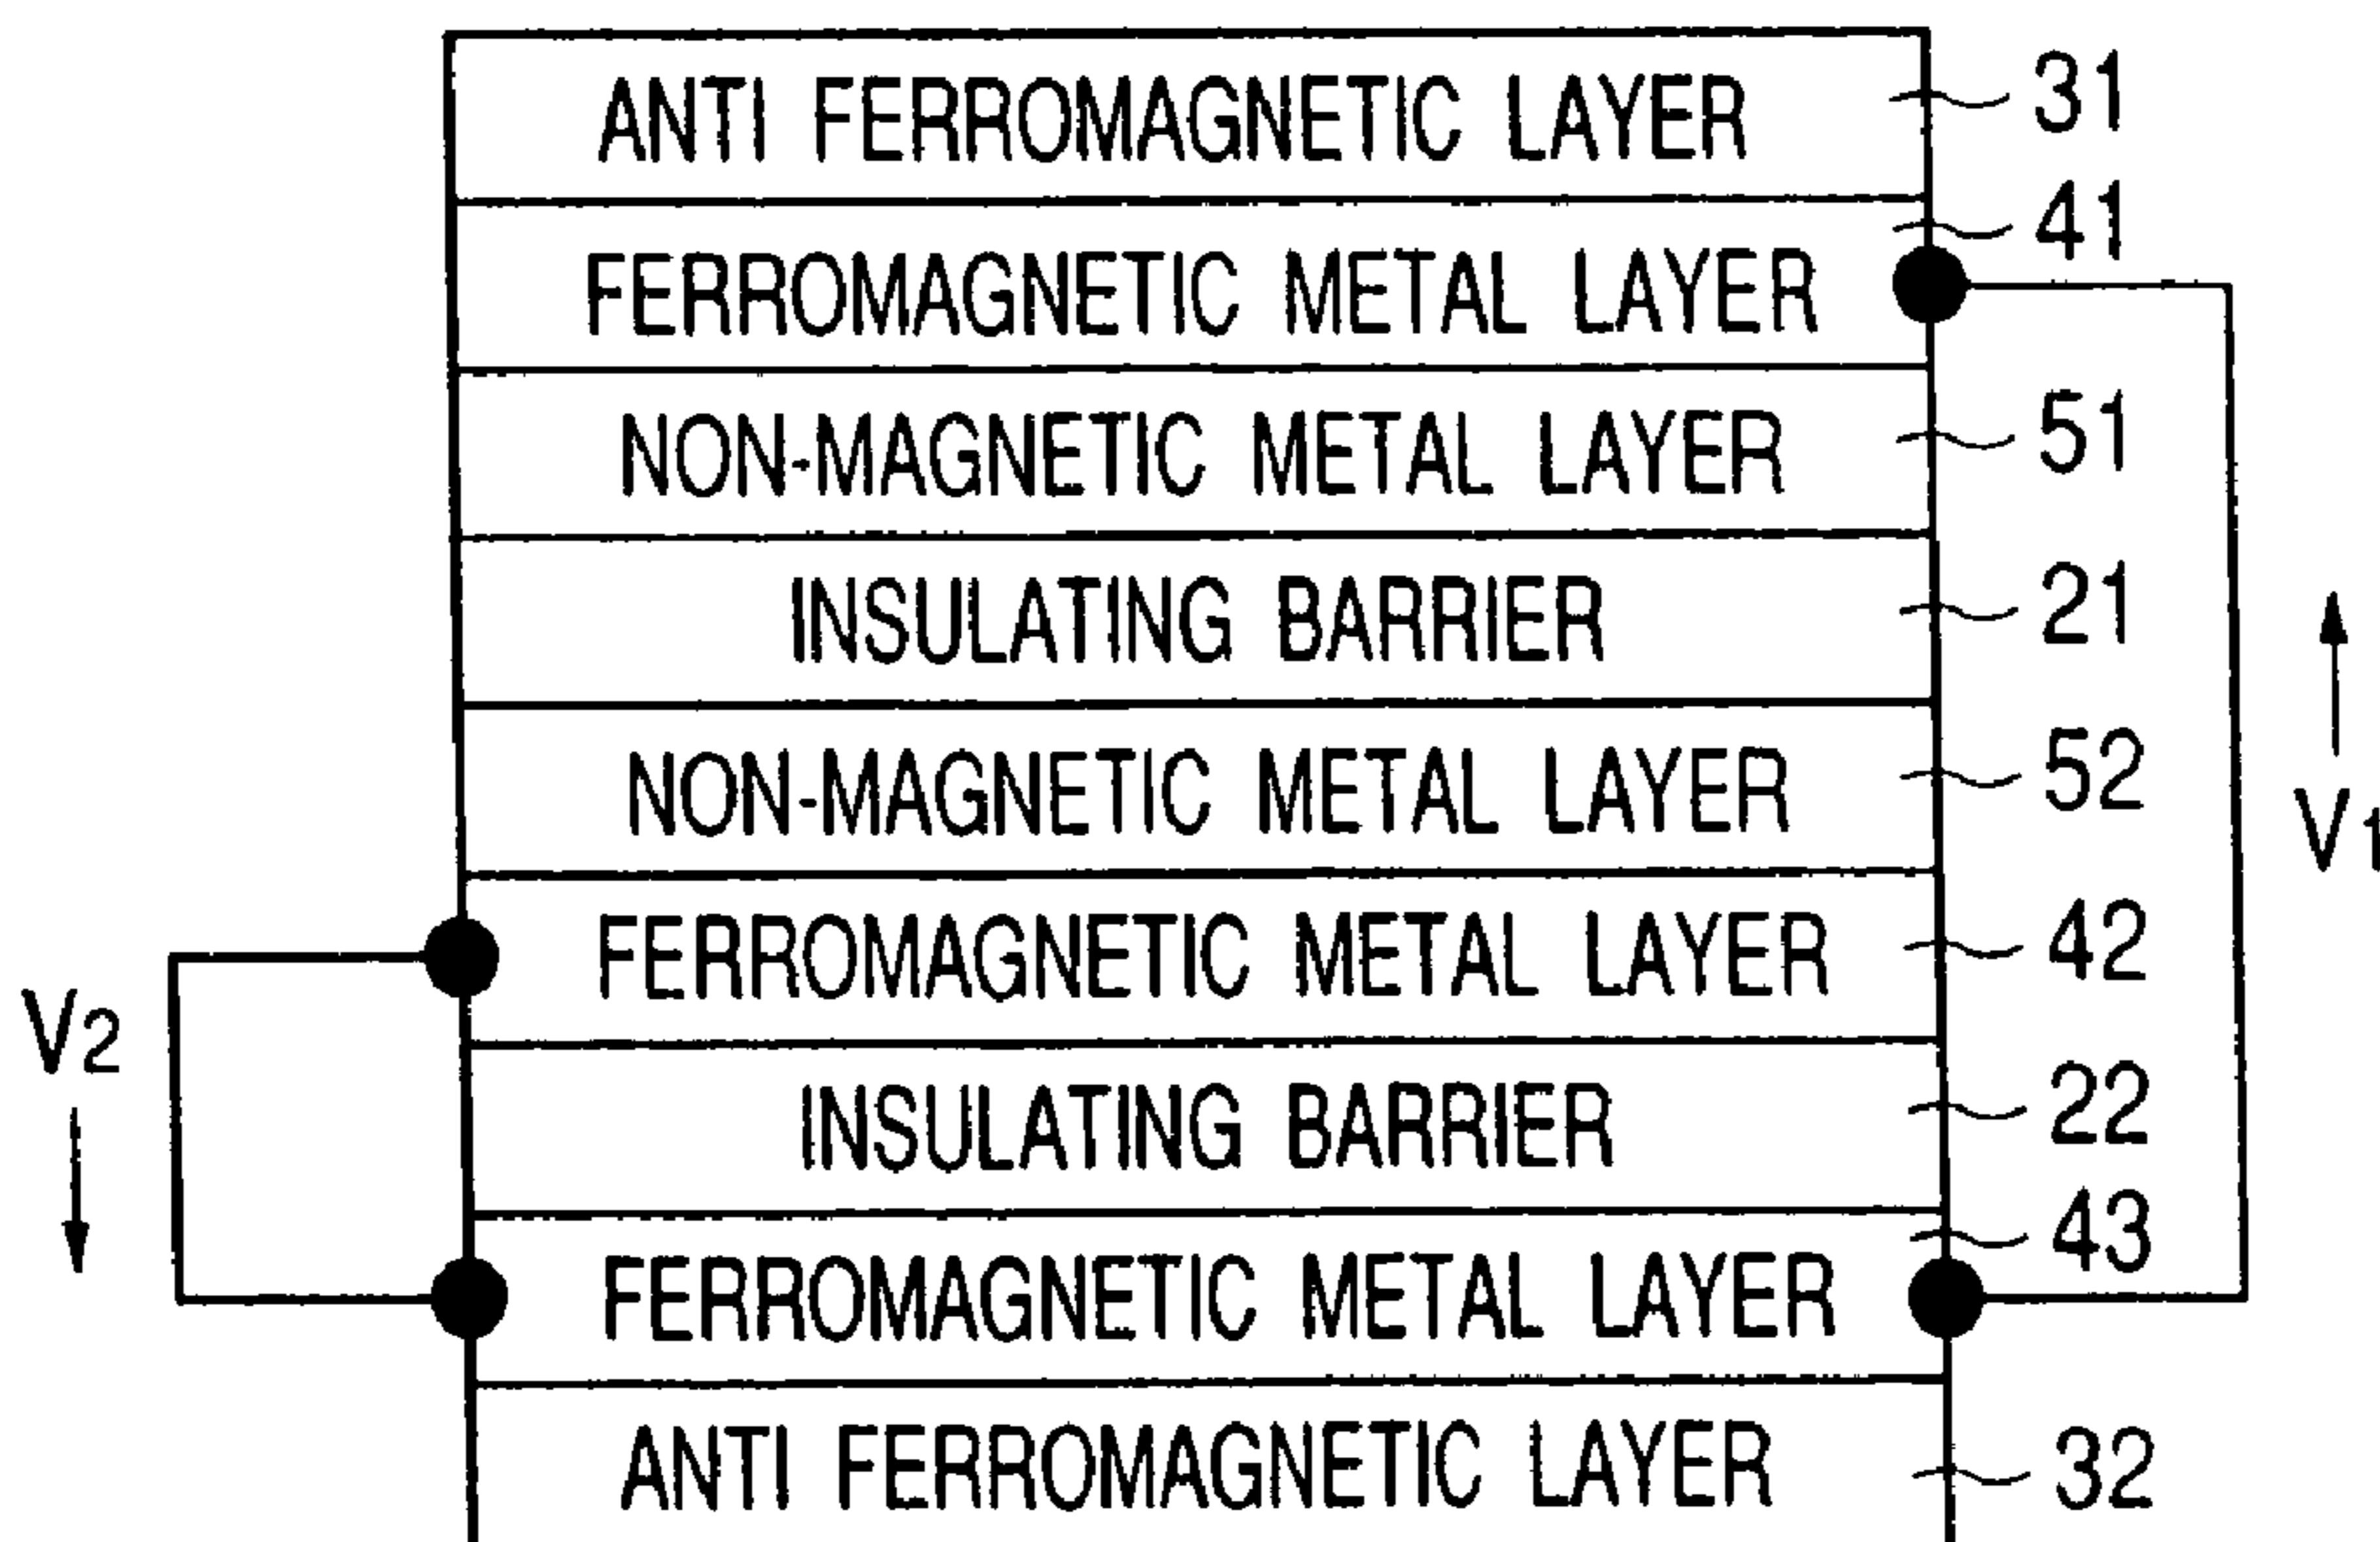 ANTI FERROMAGNETIC LAYER 31
41
FERROMAGNETIC METAL LAYER
NON-MAGNETIC METAL LAYER 51
INSULATING BARRIER 21
NON-MAGNETIC METAL LAYER 52
V1
FERROMAGNETIC METAL LAYER 42
V2
INSULATING BARRIER 22
43
FERROMAGNETIC METAL LAYER
ANTI FERROMAGNETIC LAYER 32